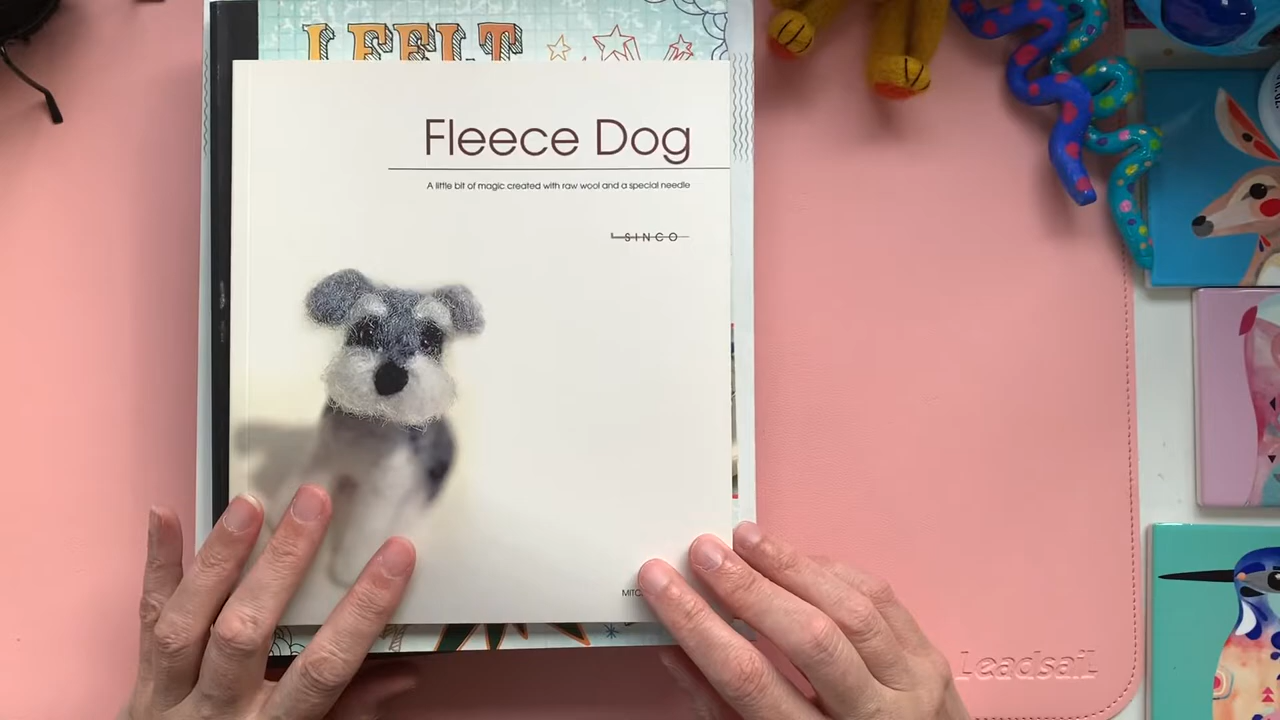 Fleece Dog
A little bit of magic created with raw wool and a special needle
SINCO
Leadsail